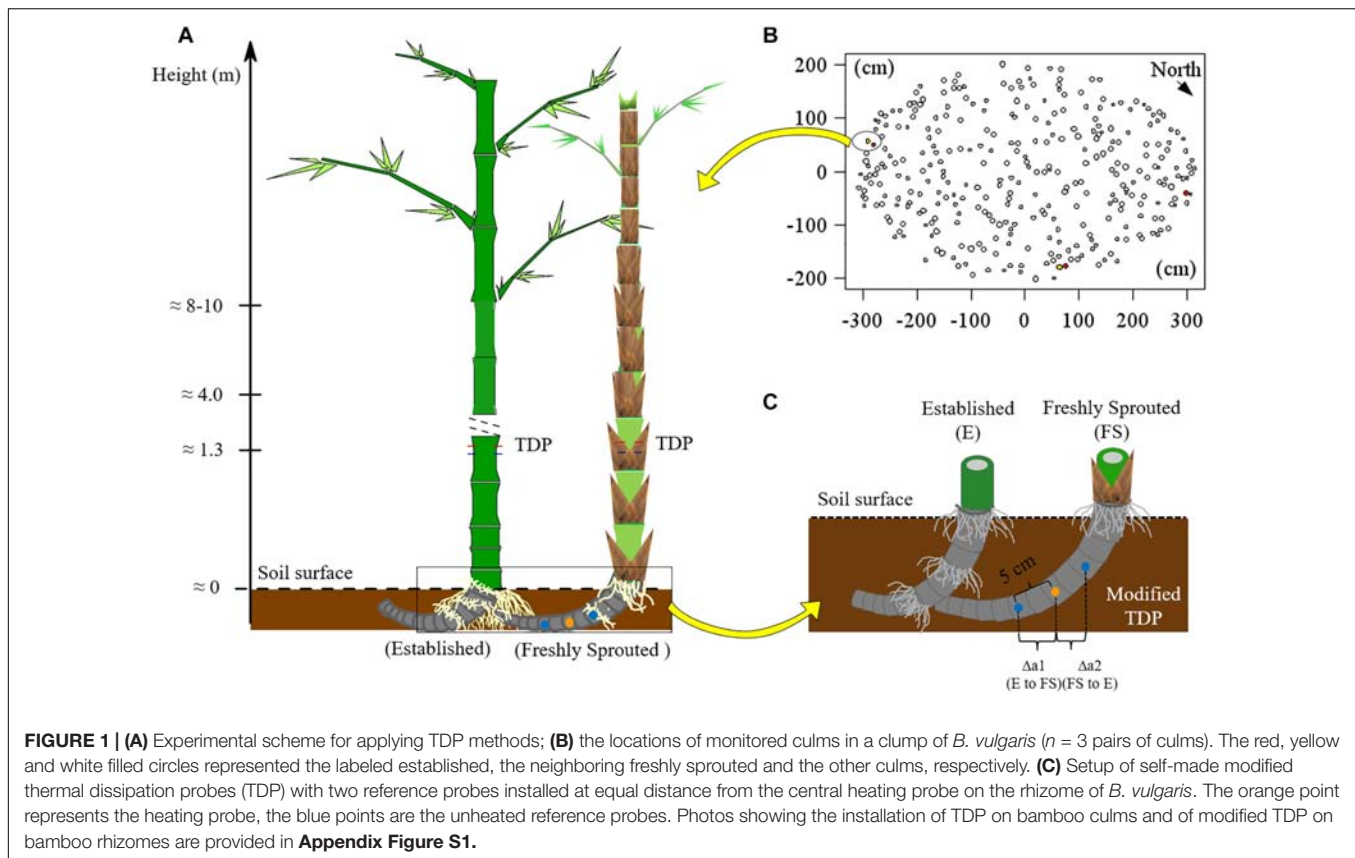 A
Height (m)
≈ 8-10
≈ 4.0
≈ 1.3
≈ 0
TDP
TDP
Soil surface
(Established)
(Freshly Sprouted )
B
(cm)
North
200
100
0
-100
-200
(cm)
-300
-200
-100
0
100
200
300
C
Established
(E)
Freshly Sprouted
(FS)
Soil surface
5 cm
Modified
TDP
Δa1
Δa2
(E to FS)(FS to E)
FIGURE 1 | (A) Experimental scheme for applying TDP methods; (B) the locations of monitored culms in a clump of B. vulgaris (n = 3 pairs of culms). The red, yellow
and white filled circles represented the labeled established, the neighboring freshly sprouted and the other culms, respectively. (C) Setup of self-made modified
thermal dissipation probes (TDP) with two reference probes installed at equal distance from the central heating probe on the rhizome of B. vulgaris. The orange point
represents the heating probe, the blue points are the unheated reference probes. Photos showing the installation of TDP on bamboo culms and of modified TDP on
bamboo rhizomes are provided in Appendix Figure S1.